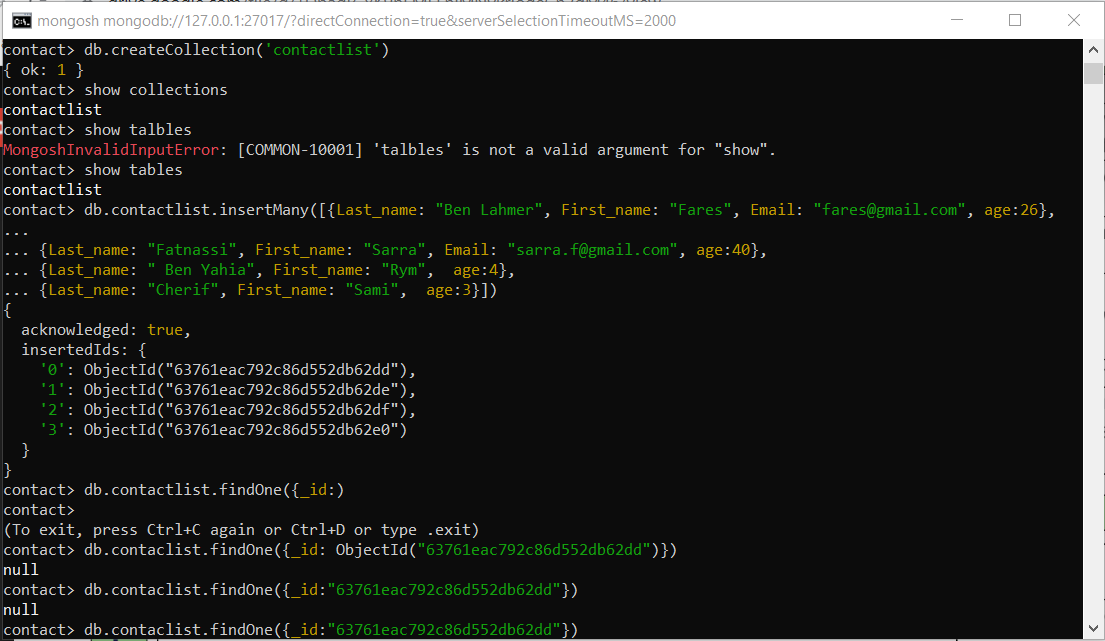 mongosh mongodb://127.0.0.1:27017/?directConnection=true&serverSelectionTimeoutMS=2000
contact> db.createCollection('contactlist')
{ ok: 1 }
contact> show collections
contactlist
contact> show talbles
MongoshInvalidInputError: [COMMON-10001] 'talbles' is not a valid argument for "show".
contact> show tables
contactlist
contact> db.contactlist.insertMany([{Last_name: "Ben Lahmer", First_name: "Fares", Email: "fares@gmail.com", age:26},
...
... {Last_name: "Fatnassi", First_name: "Sarra", Email: "sarra.f@gmail.com", age:40},
... {Last_name: " Ben Yahia", First_name: "Rym",  age:4},
... {Last_name: "Cherif", First_name: "Sami",  age:3}])
{
  acknowledged: true,
  insertedIds: {
    '0': ObjectId("63761eac792c86d552db62dd"),
    '1': ObjectId("63761eac792c86d552db62de"),
    '2': ObjectId("63761eac792c86d552db62df"),
    '3': ObjectId("63761eac792c86d552db62e0")
  }
}
contact> db.contactlist.findOne({_id:)
contact>
(To exit, press Ctrl+C again or Ctrl+D or type .exit)
contact> db.contaclist.findOne({_id: ObjectId("63761eac792c86d552db62dd")})
null
contact> db.contaclist.findOne({_id:"63761eac792c86d552db62dd"})
null
contact> db.contaclist.findOne({_id:"63761eac792c86d552db62dd"})